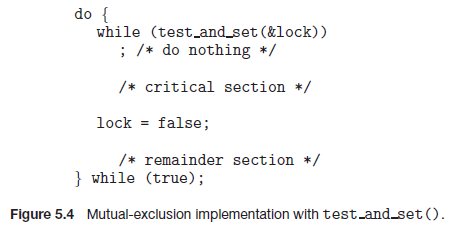 do {
while (test_and_set(&lock))
; /* do nothing */
/* critical section */
lock = false;
/* remainder section */
} while (true);
Figure 5.4 Mutual-exclusion implementation with test_and_set().